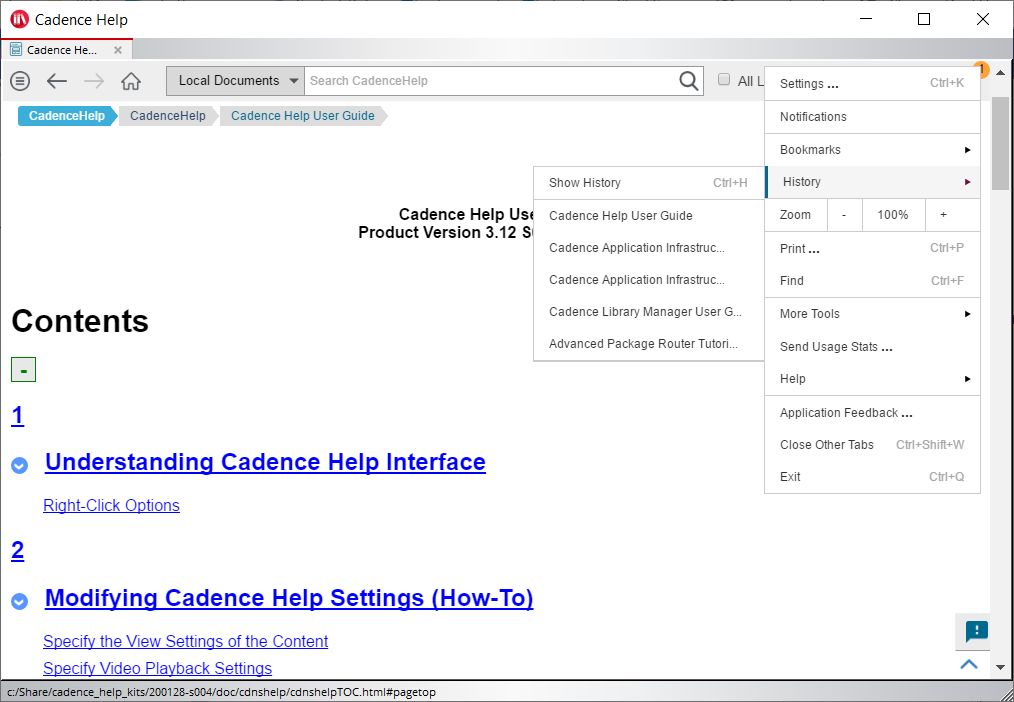 Cadence Help
Cadence He...
Local Documents
Search CadenceHelp
All L
1
CadenceHelp
CadenceHelp
Cadence Help User Guide
Cadence Help Use
Product Version 3.12 S
Contents
-
1
Understanding Cadence Help Interface
Right-Click Options
2
Modifying Cadence Help Settings (How-To)
Specify the View Settings of the Content
Specify Video Playback Settings
Show History Ctrl+H
Cadence Help User Guide
Cadence Application Infrastruc...
Cadence Application Infrastruc...
Cadence Library Manager User G...
Advanced Package Router Tutori...
Settings ... Ctrl+K
Notifications
Bookmarks
History
Zoom - 100% +
Print ... Ctrl+P
Find Ctrl+F
More Tools
Send Usage Stats ...
Help
Application Feedback ...
Close Other Tabs Ctrl+Shift+W
Exit Ctrl+Q
c:/Share/cadence_help_kits/200128-s004/doc/cdnshelp/cdnshelpTOC.html#pagetop